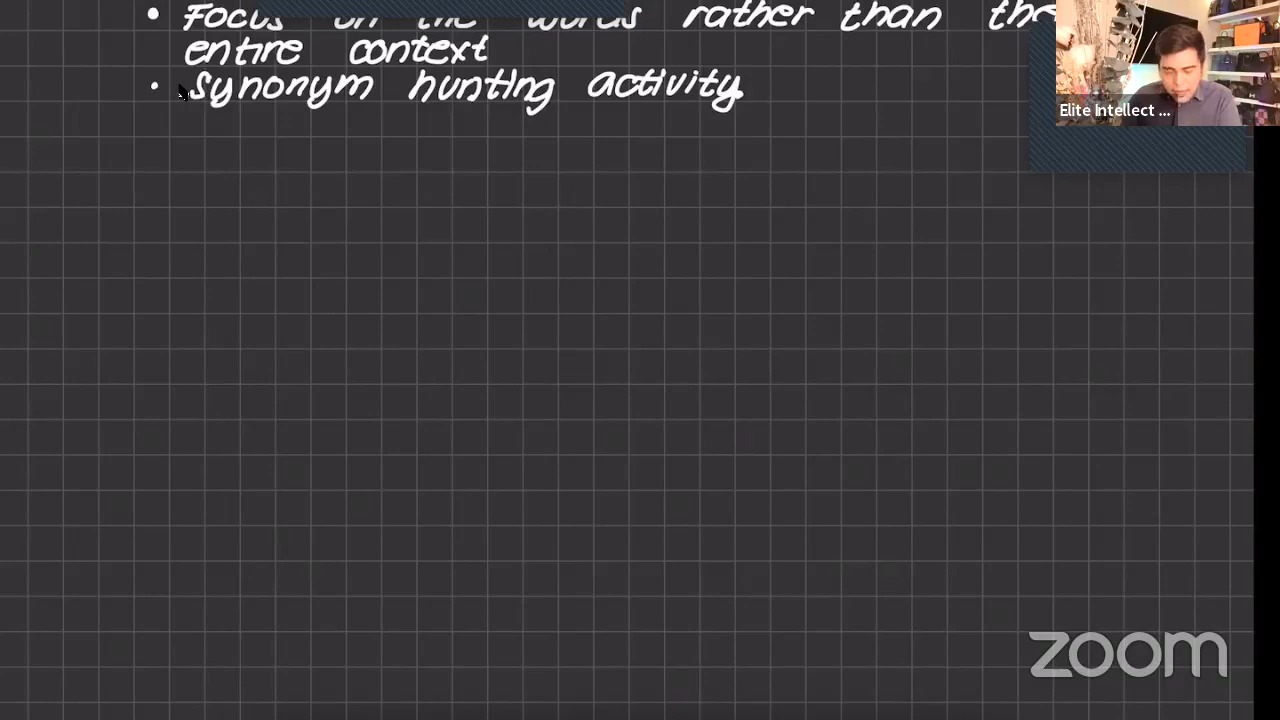 • Focus on the words rather than the
entire context
• Synonym hunting activity
Elite Intellect ...
zoom